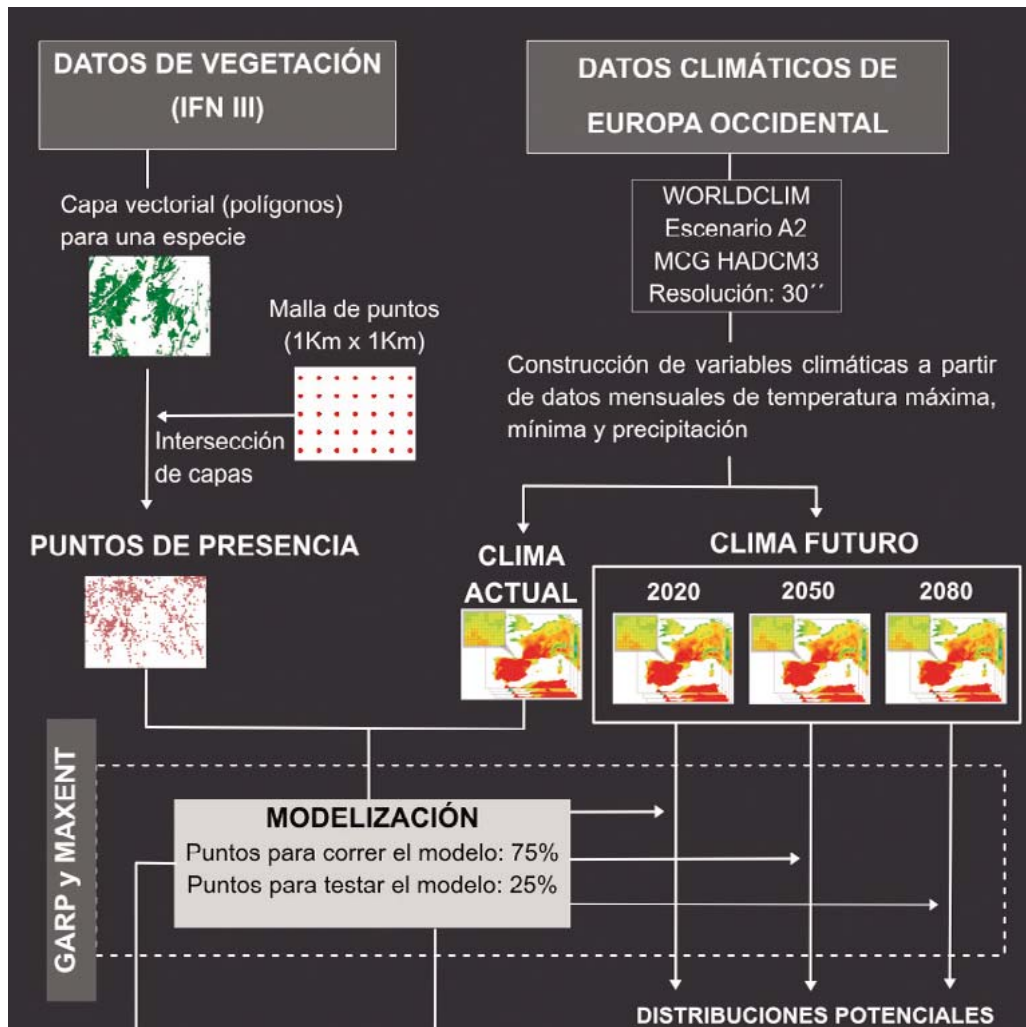 DATOS DE VEGETACIÓN
(IFN III)
Capa vectorial (polígonos)
para una especie
Malla de puntos
(1Km x 1Km)
Intersección
de capas
PUNTOS DE PRESENCIA
DATOS CLIMÁTICOS DE
EUROPA OCCIDENTAL
WORLDCLIM
Escenario A2
MCG HADCM3
Resolución: 30´´
Construcción de variables climáticas a partir
de datos mensuales de temperatura máxima,
mínima y precipitación
CLIMA
ACTUAL
CLIMA FUTURO
2020
2050
2080
GARP y MAXENT
MODELIZACIÓN
Puntos para correr el modelo: 75%
Puntos para testar el modelo: 25%
DISTRIBUCIONES POTENCIALES